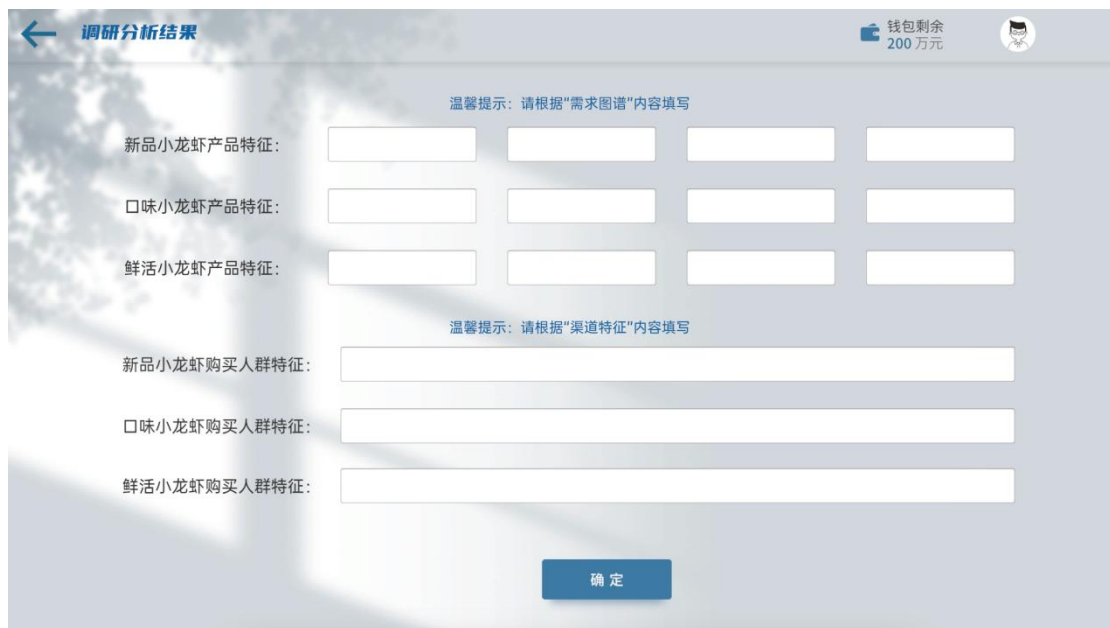 调研分析结果
钱包剩余
200万元
温馨提示：请根据"需求图谱"内容填写
新品小龙虾产品特征：
口味小龙虾产品特征：
鲜活小龙虾产品特征：
温馨提示：请根据"渠道特征"内容填写
新品小龙虾购买人群特征：
口味小龙虾购买人群特征：
鲜活小龙虾购买人群特征：
确定